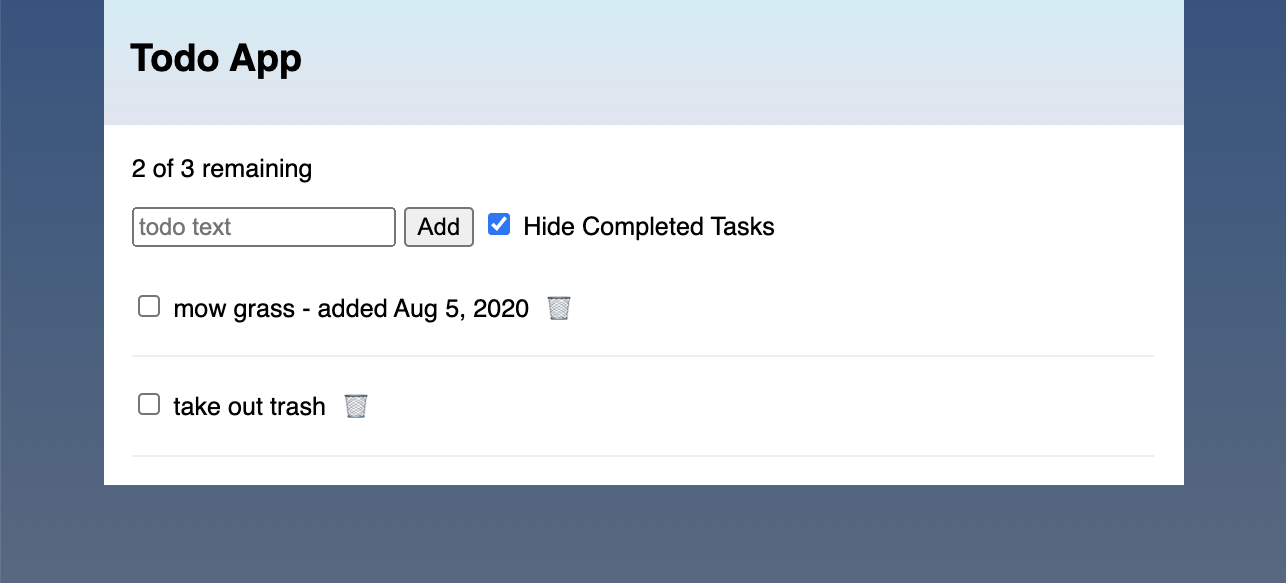 Todo App
2 of 3 remaining
todo text Add Hide Completed Tasks
mow grass - added Aug 5, 2020
take out trash